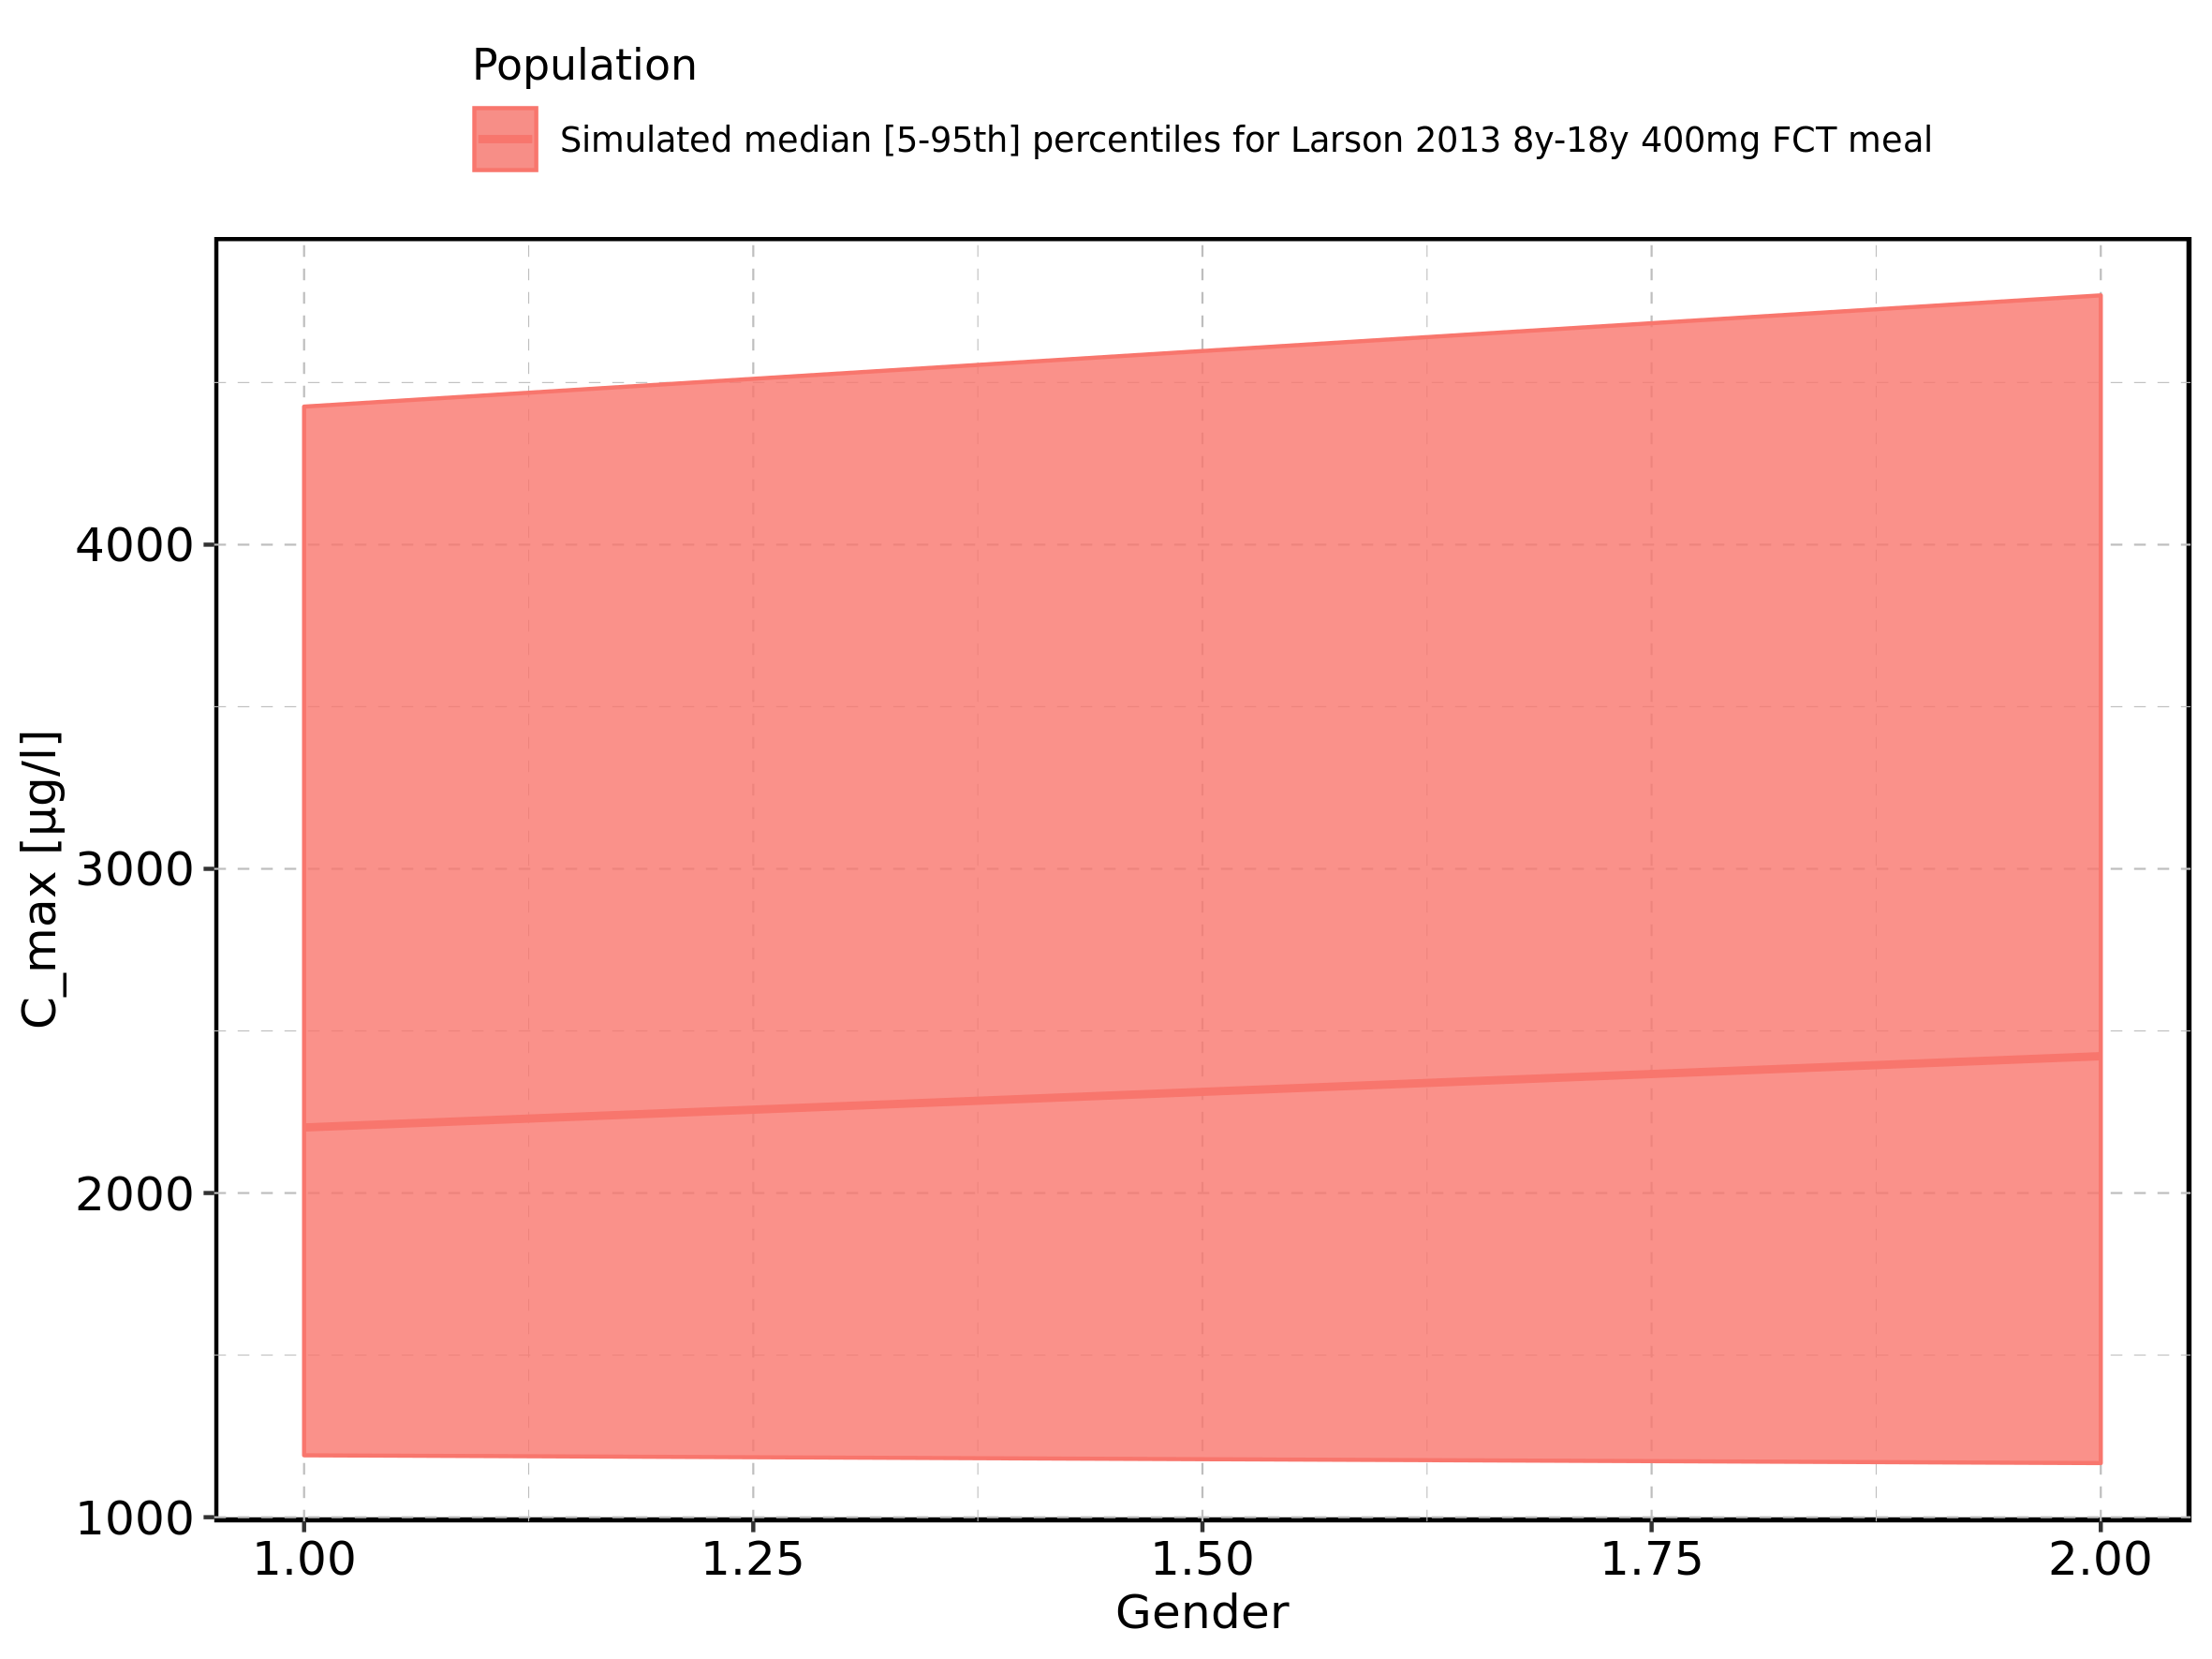 Population
Simulated median [5-95th] percentiles for Larson 2013 8y-18y 400mg FCT meal
C_max [µg/l]
4000
3000
2000
1000
1.00 1.25 1.50 1.75 2.00
Gender